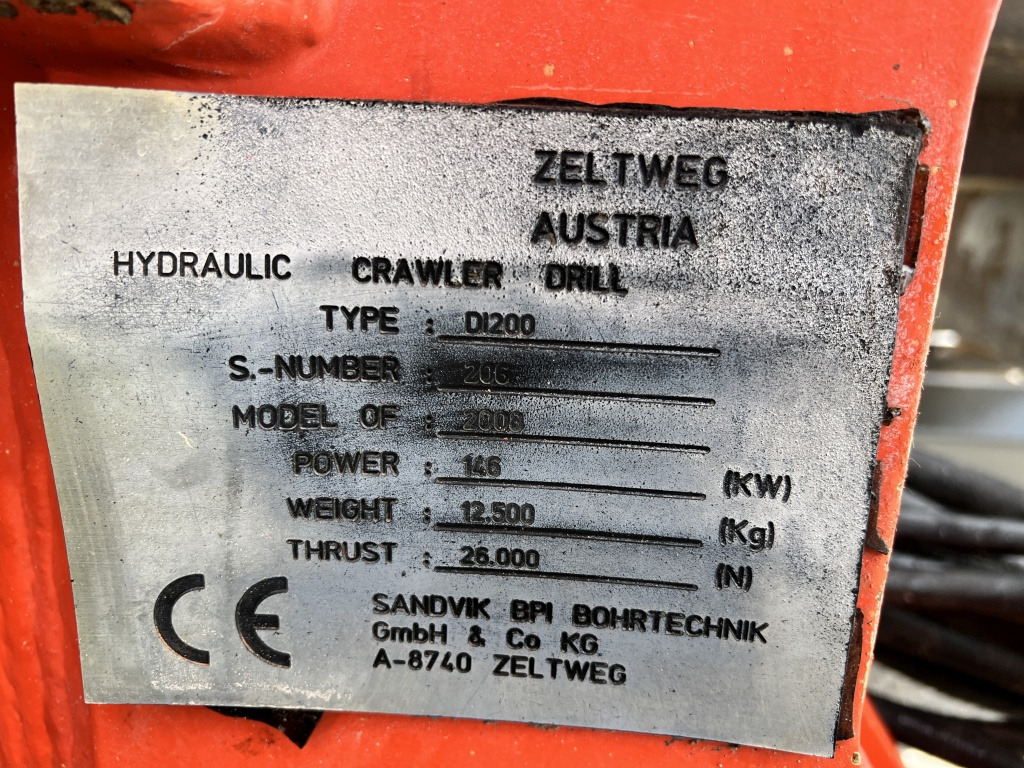 ZELTWEG
AUSTRIA
HYDRAULIC CRAWLER DRILL
TYPE : DI200
S.-NUMBER : 206
MODEL OF : 2008
POWER : 146 (KW)
WEIGHT : 12.500 (Kg)
THRUST : 26.000 (N)
CE
SANDVIK BPI BOHRTECHNIK
GmbH & Co KG
A-8740 ZELTWEG